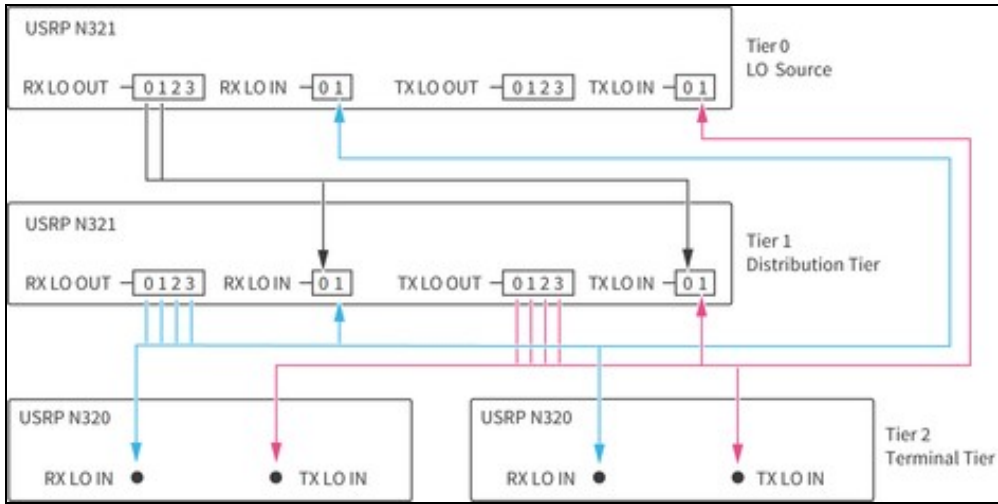 USRP N321
Tier 0
LO Source
RX LO OUT 0 1 2 3 RX LO IN 0 1 TX LO OUT 0 1 2 3 TX LO IN 0 1
USRP N321
Tier 1
Distribution Tier
RX LO OUT 0 1 2 3 RX LO IN 0 1 TX LO OUT 0 1 2 3 TX LO IN 0 1
USRP N320 USRP N320
Tier 2
Terminal Tier
RX LO IN TX LO IN RX LO IN TX LO IN